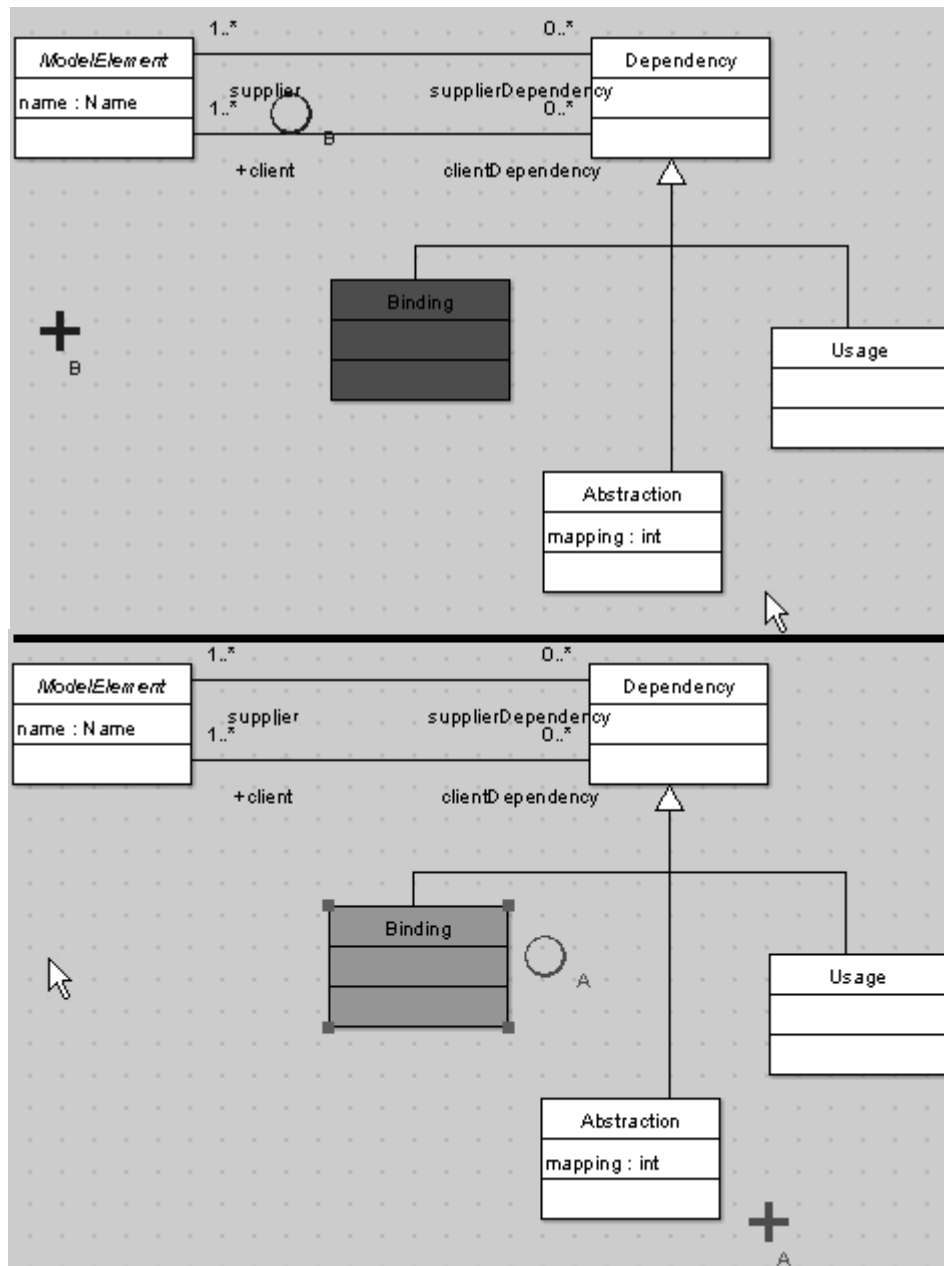 1..*
0..*
ModelElement
Dependency
name : Name
supplier
supplierDependency
1..*
0..*
B
+client
clientDependency
Binding
B
Usage
Abstraction
mapping : int
1..*
0..*
ModelElement
Dependency
name : Name
supplier
supplierDependency
1..*
0..*
+client
clientDependency
Binding
A
Usage
Abstraction
mapping : int
A